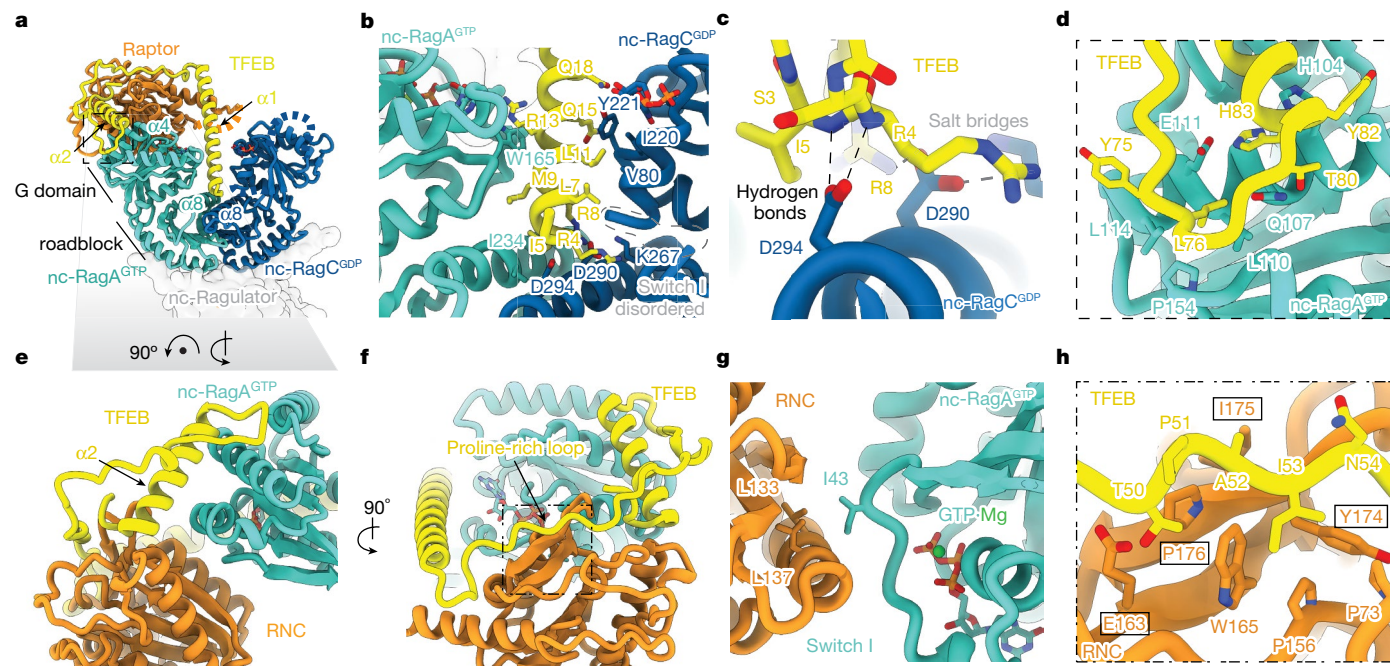 a
Raptor
TFEB
α1
α4
α2
G domain
α8
α8
roadblock
nc-RagA^GTP
nc-RagC^GDP
nc-Ragulator
90º
b
nc-RagA^GTP
nc-RagC^GDP
Q18
Y221
Q15
R13
I220
W165
L11
V80
M9
L7
R8
I234
I5
R4
K267
D290
D294
Switch I
disordered
c
TFEB
S3
R4
Salt bridges
I5
R8
Hydrogen
bonds
D290
D294
nc-RagC^GDP
d
TFEB
H104
H83
E111
Y82
Y75
T80
Q107
L114
L76
L110
P154
nc-RagA^GTP
e
nc-RagA^GTP
TFEB
α2
RNC
f
TFEB
Proline-rich loop
90º
g
RNC
nc-RagA^GTP
L133
I43
GTP·Mg
L137
Switch I
h
TFEB
I175
P51
I53
N54
T50
A52
Y174
P176
P73
E163
W165
P156
RNC